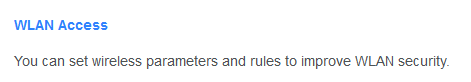 WLAN Access
You can set wireless parameters and rules to improve WLAN security.